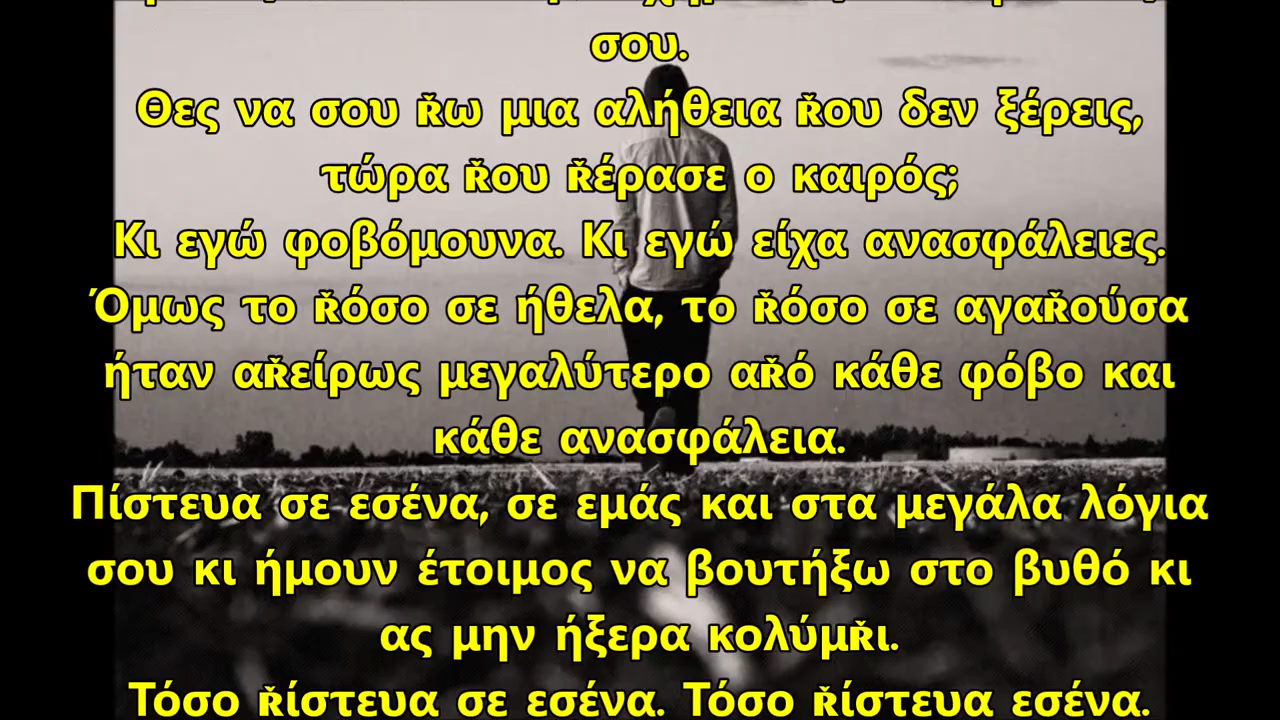 σου.
Θες να σου ř̌ω μια αλήθεια řου δεν ξέρεις,
τώρα řου řέρασε ο καιρός;
Κι εγώ φοβόμουνα. Κι εγώ είχα ανασφάλειες.
Όμως το řόσο σε ήθελα, το řόσο σε αγαřούσα
ήταν αřείρως μεγαλύτερο αřό κάθε φόβο και
κάθε ανασφάλεια.
Πίστευα σε εσένα, σε εμάς και στα μεγάλα λόγια
σου κι ήμουν έτοιμος να βουτήξω στο βυθό κι
ας μην ήξερα κολύμřι.
Τόσο řίστευα σε εσένα. Τόσο řίστευα εσένα.